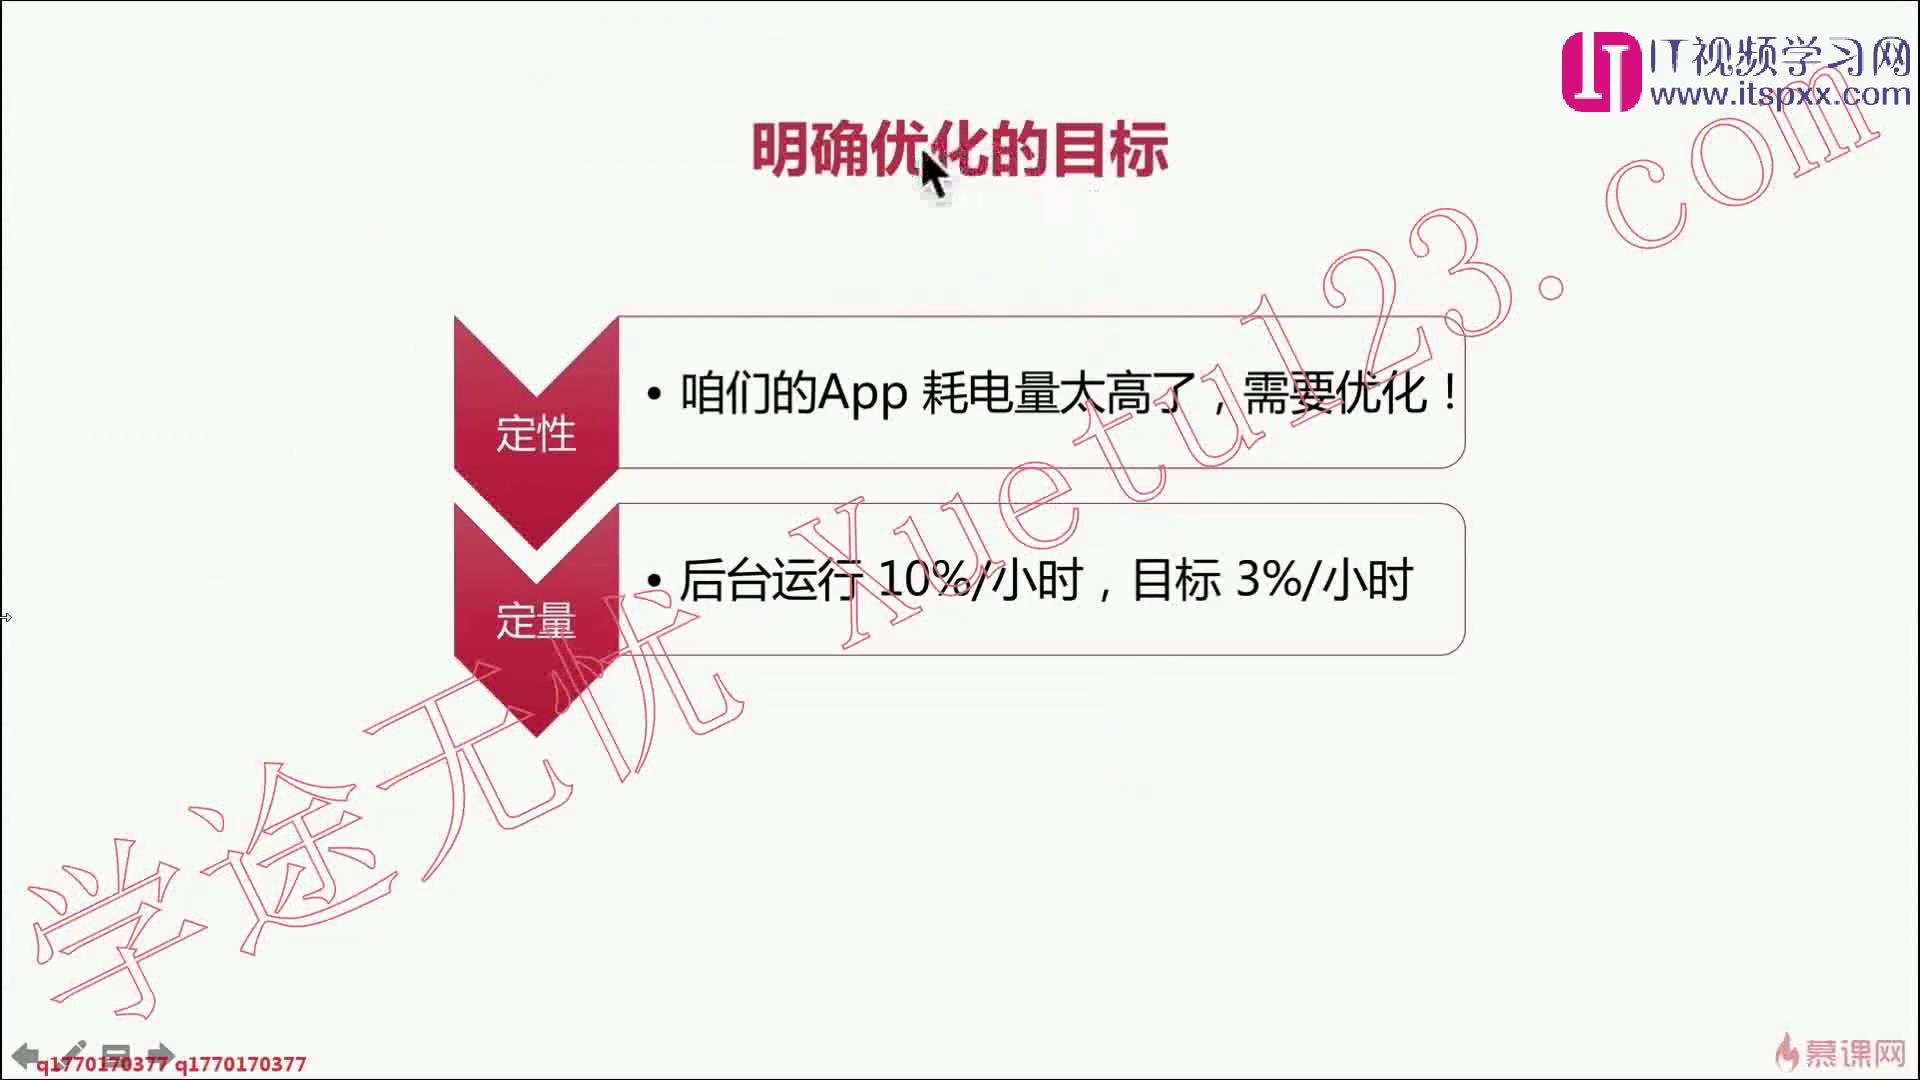 IT视频学习网
www.itspxx.com
明确优化的目标
定性
• 咱们的App 耗电量太高了，需要优化！
定量
• 后台运行 10%/小时，目标 3%/小时
学途无忧 Xuetu123.com
q1770170377 q1770170377
慕课网